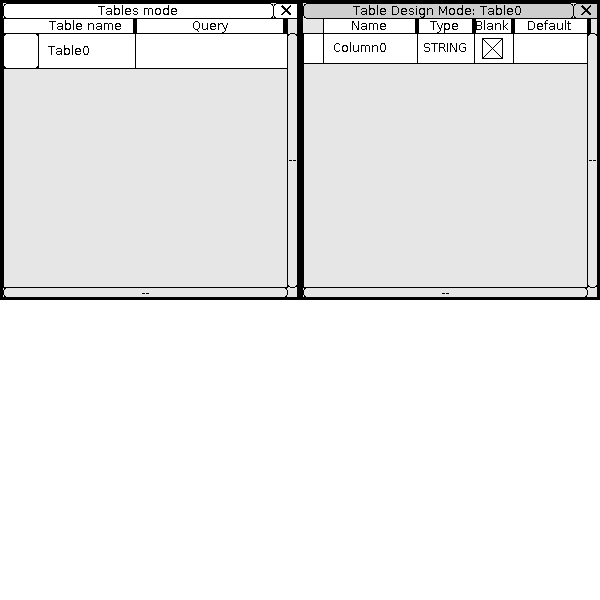 Tables mode
Table name Query
Table0
--
--
Table Design Mode: Table0
Name Type Blank Default
Column0 STRING
--
--